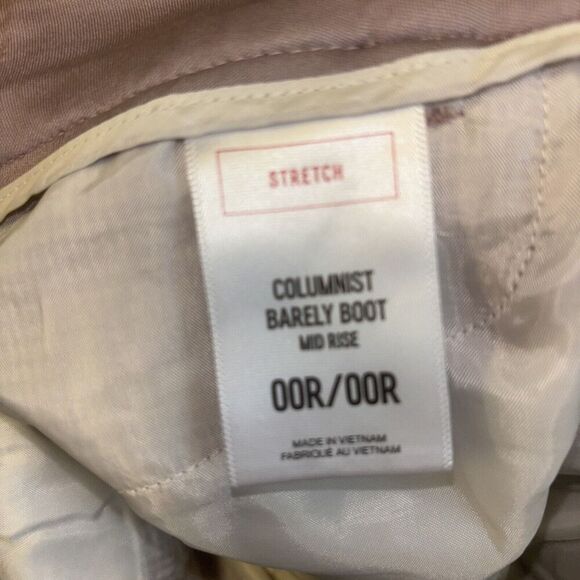 STRETCH
COLUMNIST
BARELY BOOT
MID RISE
00R/00R
MADE IN VIETNAM
FABRIQUÉ AU VIETNAM